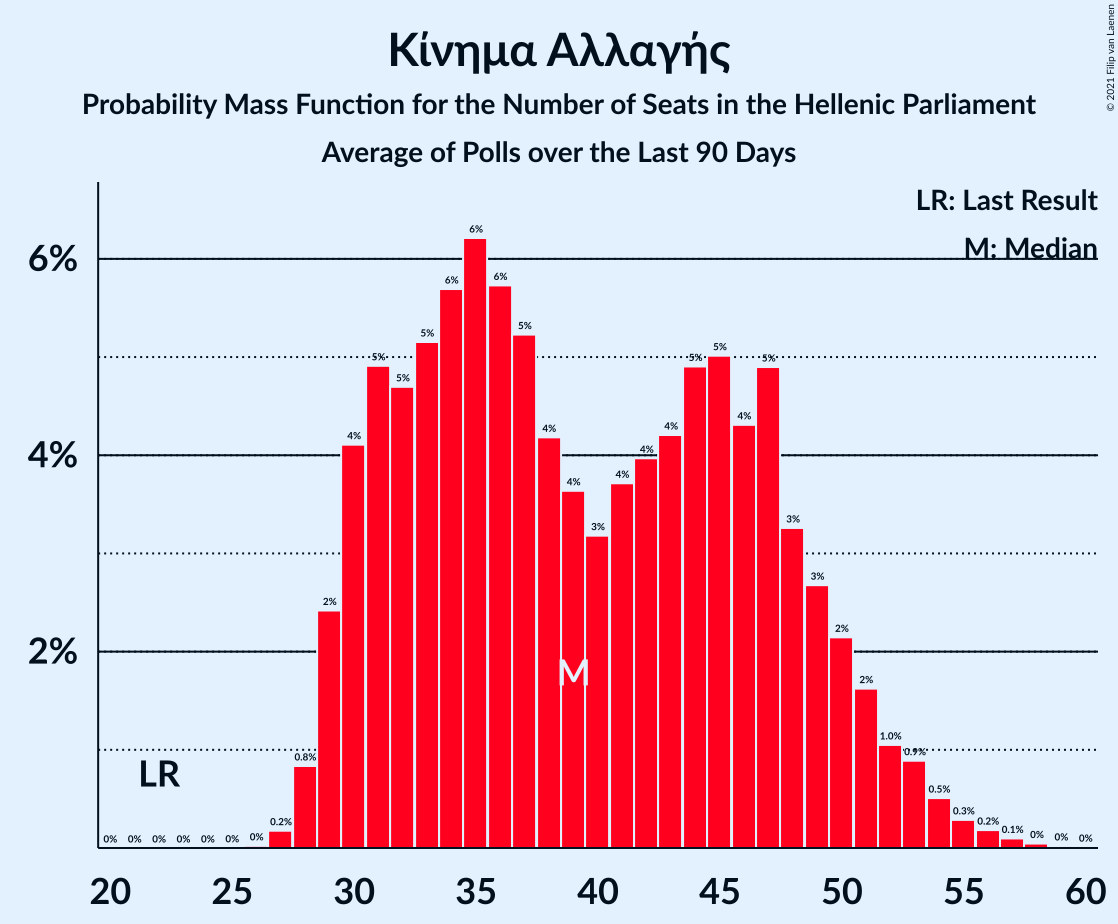 Κίνημα Αλλαγής
Probability Mass Function for the Number of Seats in the Hellenic Parliament
Average of Polls over the Last 90 Days
© 2021 Filip van Laenen
LR: Last Result
M: Median
6%
4%
2%
0% 0% 0% 0% 0% 0% 0% 0.2% 0.8% 2% 4% 5% 5% 5% 6% 6% 6% 5% 4% 4% 3% 4% 4% 4% 5% 5% 4% 5% 3% 3% 2% 2% 1.0% 0.9% 0.5% 0.3% 0.2% 0.1% 0% 0% 0%
M
LR
20 25 30 35 40 45 50 55 60